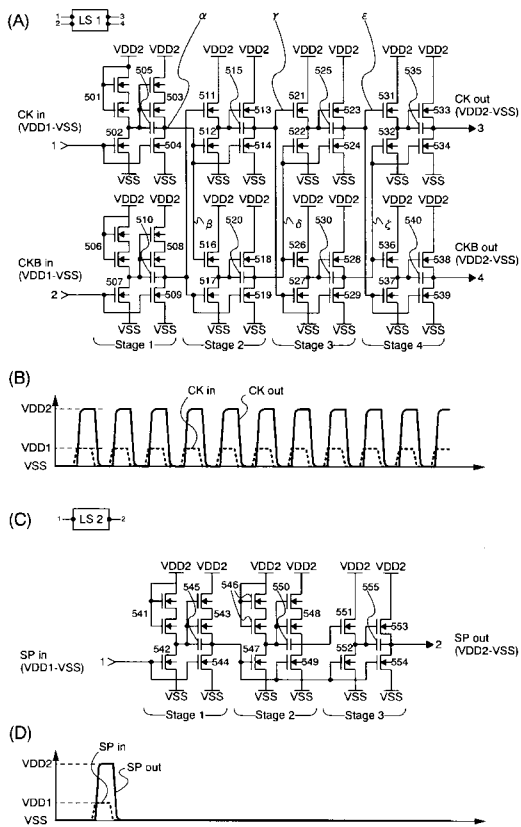 (A)
1 2 LS 1 3 4
α γ ε
VDD2 VDD2 VDD2 VDD2 VDD2 VDD2 VDD2 VDD2
505 515 525 535
501 503 511 513 521 523 531 533
CK in
(VDD1-VSS)
CK out
(VDD2-VSS)
1 3
502 504 512 514 522 524 532 534
VSS VSS VSS VSS VSS VSS VSS VSS
VDD2 VDD2 VDD2 VDD2 VDD2 VDD2 VDD2 VDD2
β δ ζ
510 520 530 540
506 508 516 518 526 528 536 538
CKB in
(VDD1-VSS)
CKB out
(VDD2-VSS)
2 4
507 509 517 519 527 529 537 539
VSS VSS VSS VSS VSS VSS VSS VSS
Stage 1 Stage 2 Stage 3 Stage 4
(B)
CK in CK out
VDD2
VDD1
VSS
(C)
1 LS 2 2
VDD2 VDD2 VDD2 VDD2 VDD2 VDD2
545 546 550 555
541 543 548 551 553
SP in
(VDD1-VSS)
SP out
(VDD2-VSS)
1 2
542 544 547 549 552 554
VSS VSS VSS VSS VSS VSS
Stage 1 Stage 2 Stage 3
(D)
SP in
VDD2
SP out
VDD1
VSS